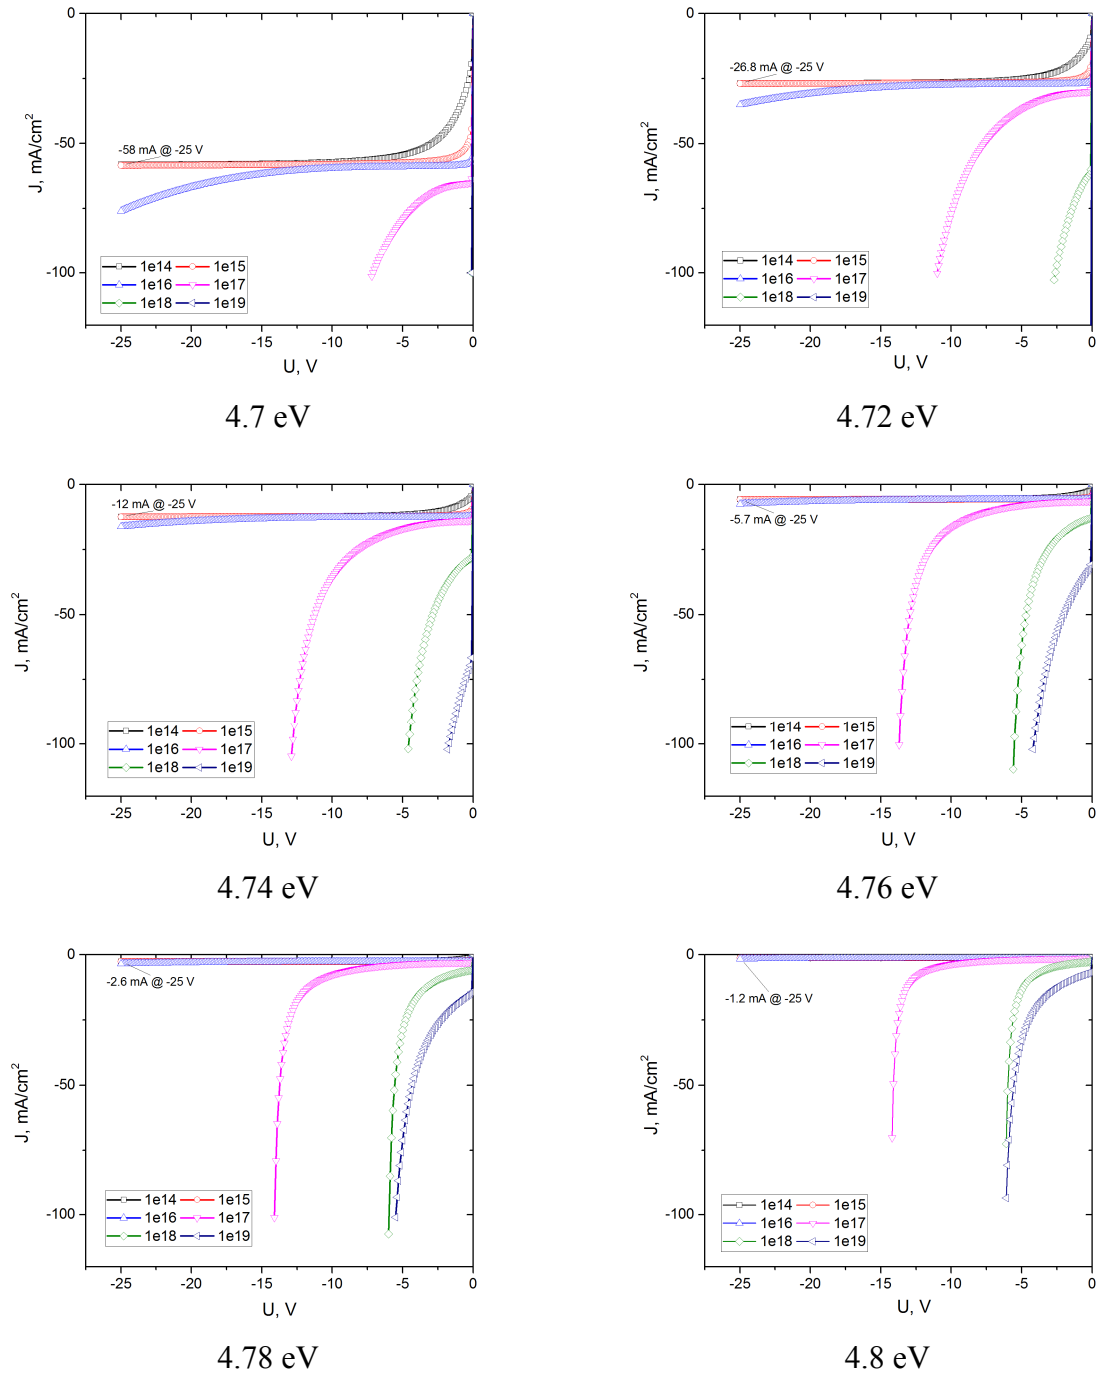 0
-50
-100
J, mA/cm²
-58 mA @ -25 V
1e14 1e15
1e16 1e17
1e18 1e19
-25 -20 -15 -10 -5 0
U, V
4.7 eV
0
-50
-100
J, mA/cm²
-26.8 mA @ -25 V
1e14 1e15
1e16 1e17
1e18 1e19
-25 -20 -15 -10 -5 0
U, V
4.72 eV
0
-50
-100
J, mA/cm²
-12 mA @ -25 V
1e14 1e15
1e16 1e17
1e18 1e19
-25 -20 -15 -10 -5 0
U, V
4.74 eV
0
-50
-100
J, mA/cm²
-5.7 mA @ -25 V
1e14 1e15
1e16 1e17
1e18 1e19
-25 -20 -15 -10 -5 0
U, V
4.76 eV
0
-50
-100
J, mA/cm²
-2.6 mA @ -25 V
1e14 1e15
1e16 1e17
1e18 1e19
-25 -20 -15 -10 -5 0
U, V
4.78 eV
0
-50
-100
J, mA/cm²
-1.2 mA @ -25 V
1e14 1e15
1e16 1e17
1e18 1e19
-25 -20 -15 -10 -5 0
U, V
4.8 eV